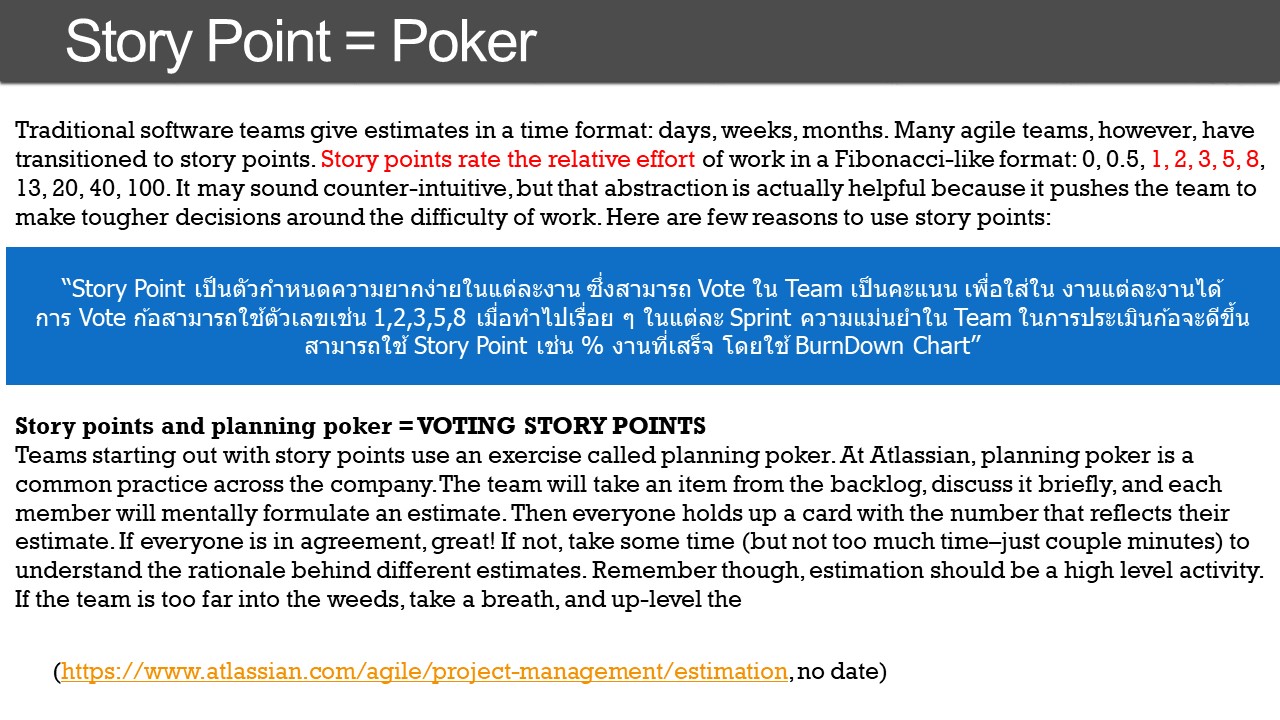 Story Point = Poker
Traditional software teams give estimates in a time format: days, weeks, months. Many agile teams, however, have
transitioned to story points. Story points rate the relative effort of work in a Fibonacci-like format: 0, 0.5, 1, 2, 3, 5, 8,
13, 20, 40, 100. It may sound counter-intuitive, but that abstraction is actually helpful because it pushes the team to
make tougher decisions around the difficulty of work. Here are few reasons to use story points:
“Story Point เป็นตัวกำหนดความยากง่ายในแต่ละงาน ซึ่งสามารถ Vote ใน Team เป็นคะแนน เพื่อใส่ใน งานแต่ละงานได้
การ Vote ก้อสามารถใช้ตัวเลขเช่น 1,2,3,5,8 เมื่อทำไปเรื่อย ๆ ในแต่ละ Sprint ความแม่นยำใน Team ในการประเมินก้อจะดีขึ้น
สามารถใช้ Story Point เช่น % งานที่เสร็จ โดยใช้ BurnDown Chart”
Story points and planning poker = VOTING STORY POINTS
Teams starting out with story points use an exercise called planning poker. At Atlassian, planning poker is a
common practice across the company. The team will take an item from the backlog, discuss it briefly, and each
member will mentally formulate an estimate. Then everyone holds up a card with the number that reflects their
estimate. If everyone is in agreement, great! If not, take some time (but not too much time–just couple minutes) to
understand the rationale behind different estimates. Remember though, estimation should be a high level activity.
If the team is too far into the weeds, take a breath, and up-level the
(https://www.atlassian.com/agile/project-management/estimation, no date)